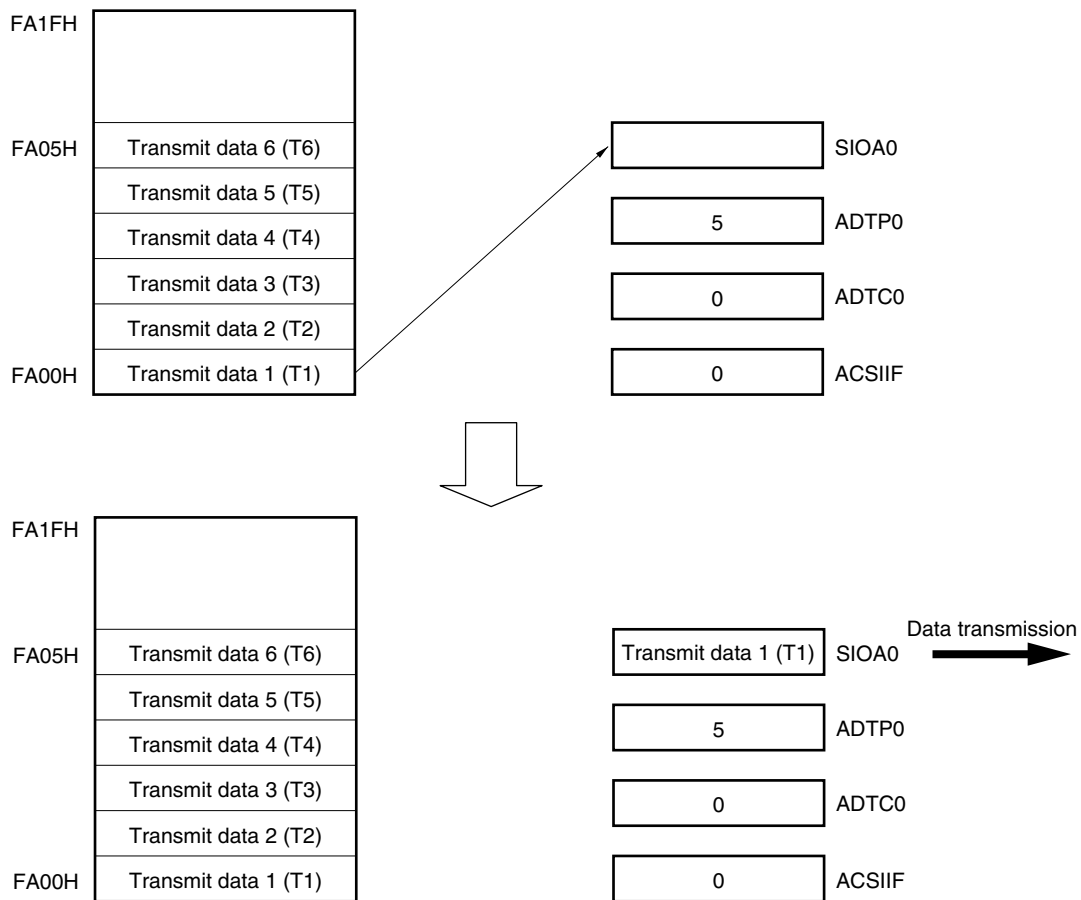 FA1FH
FA05H Transmit data 6 (T6) SIOA0
Transmit data 5 (T5)
5 ADTP0
Transmit data 4 (T4)
Transmit data 3 (T3)
0 ADTC0
Transmit data 2 (T2)
FA00H Transmit data 1 (T1) 0 ACSIIF
FA1FH
Data transmission
FA05H Transmit data 6 (T6) Transmit data 1 (T1) SIOA0
Transmit data 5 (T5)
5 ADTP0
Transmit data 4 (T4)
Transmit data 3 (T3)
0 ADTC0
Transmit data 2 (T2)
FA00H Transmit data 1 (T1) 0 ACSIIF